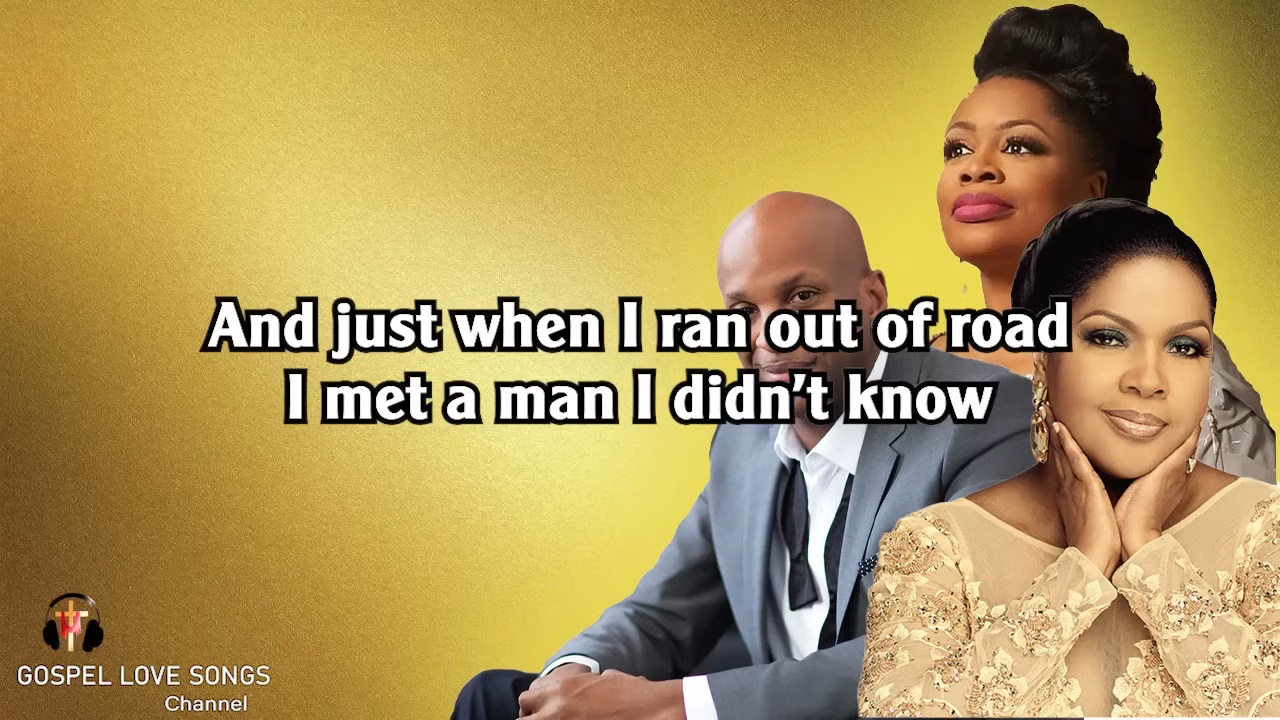 And just when I ran out of road
I met a man I didn’t know
GOSPEL LOVE SONGS
Channel